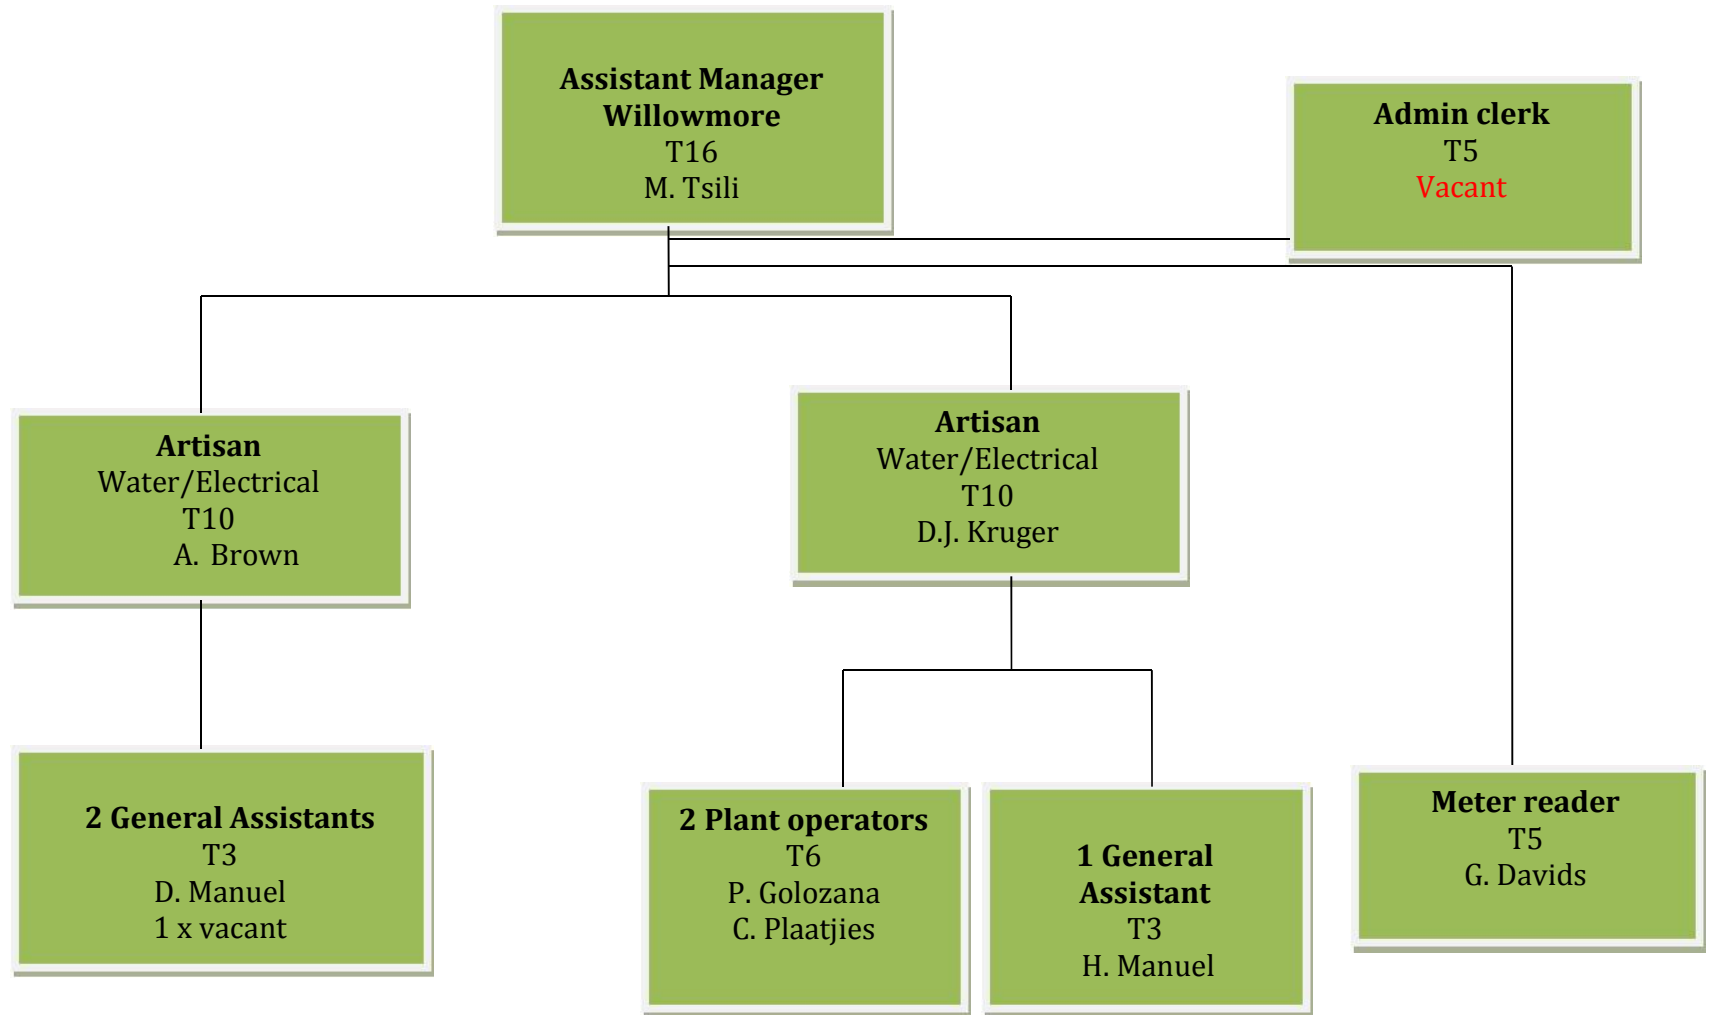 Assistant Manager
Willowmore
T16
M. Tsili
Admin clerk
T5
Vacant
Artisan
Water/Electrical
T10
A. Brown
Artisan
Water/Electrical
T10
D.J. Kruger
2 General Assistants
T3
D. Manuel
1 x vacant
2 Plant operators
T6
P. Golozana
C. Plaatjies
1 General
Assistant
T3
H. Manuel
Meter reader
T5
G. Davids